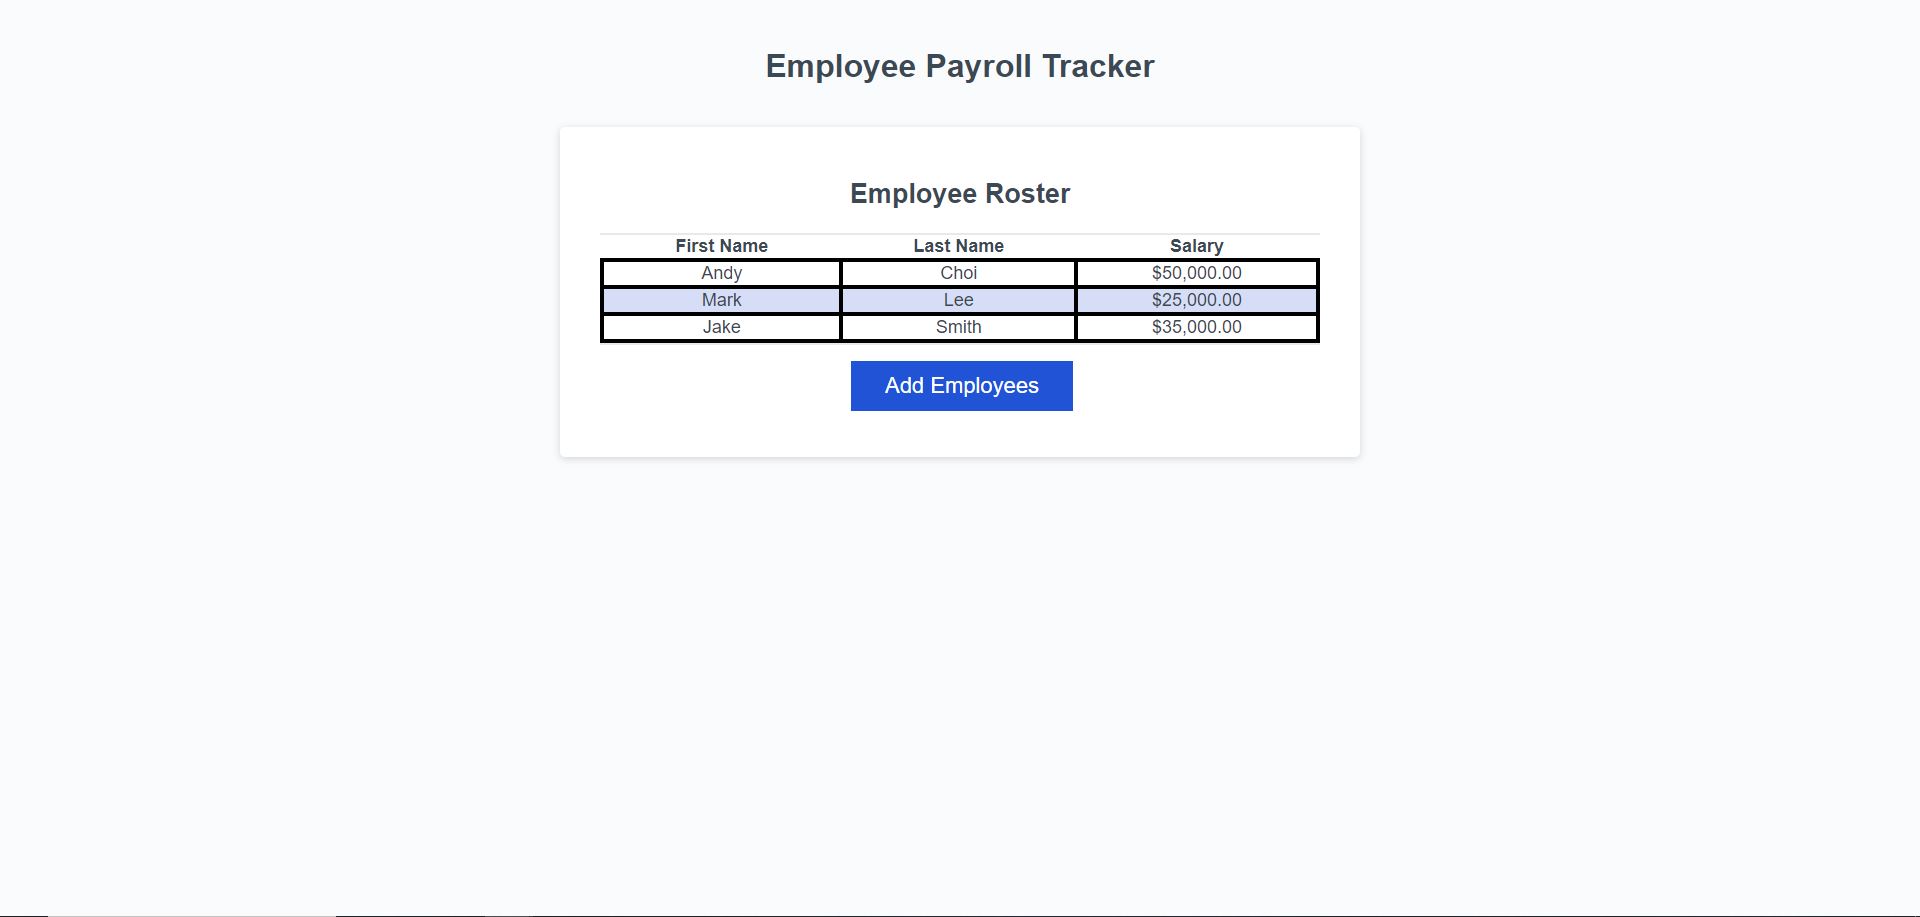 Employee Payroll Tracker
Employee Roster
First Name Last Name Salary
Andy Choi $50,000.00
Mark Lee $25,000.00
Jake Smith $35,000.00
Add Employees